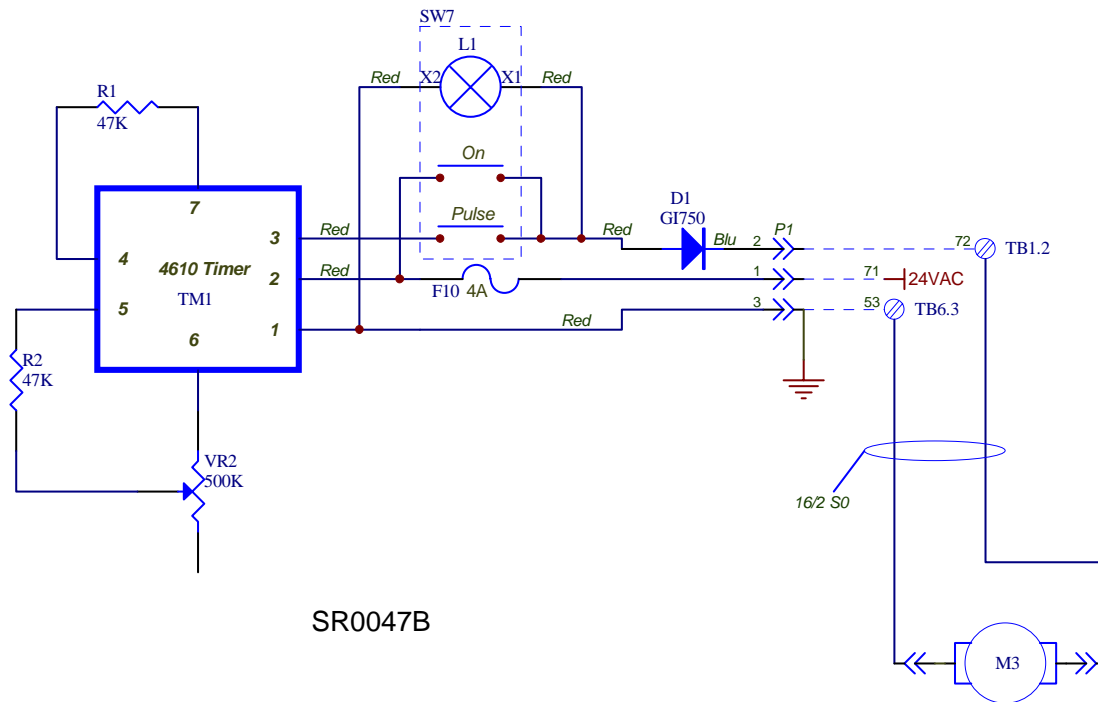 SW7
L1
Red
X2
X1
Red
R1
47K
On
7
D1
GI750
Pulse
3
Red
Red
Blu
2
P1
72
TB1.2
4
4610 Timer
2
Red
1
71
24VAC
TM1
F10
4A
5
3
53
TB6.3
6
1
Red
R2
47K
VR2
500K
16/2 S0
SR0047B
M3